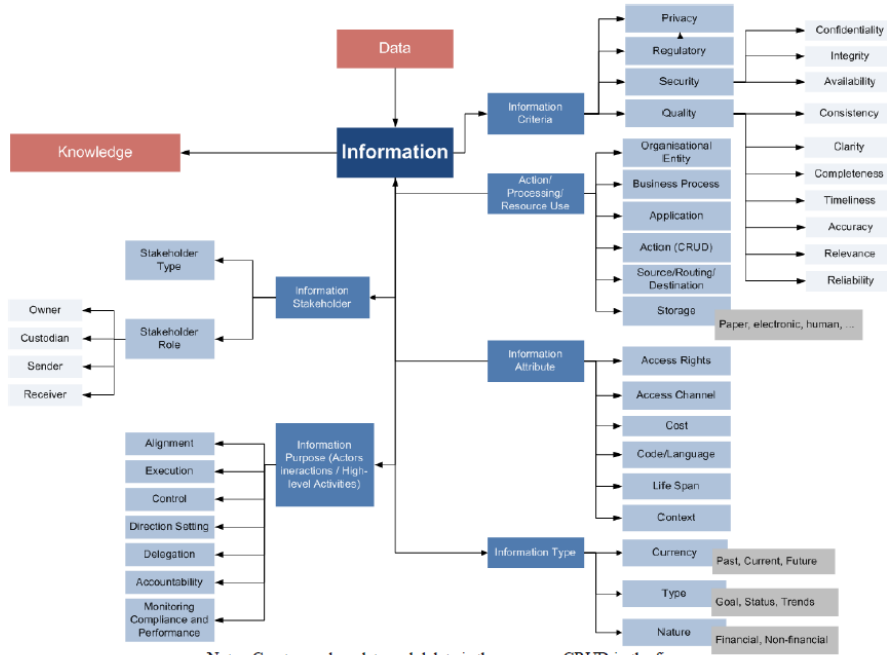 Data
Information
Knowledge
Information
Criteria
Privacy
Regulatory
Security
Quality
Confidentiality
Integrity
Availability
Consistency
Clarity
Completeness
Timeliness
Accuracy
Relevance
Reliability
Action/
Processing/
Resource Use
Organisational
Entity
Business Process
Application
Action (CRUD)
Source/Routing/
Destination
Storage
Paper, electronic, human, ...
Information
Stakeholder
Stakeholder
Type
Stakeholder
Role
Owner
Custodian
Sender
Receiver
Information
Attribute
Access Rights
Access Channel
Cost
Code/Language
Life Span
Context
Information
Purpose (Actors
ineractions / High-
level Activities)
Alignment
Execution
Control
Direction Setting
Delegation
Accountability
Monitoring
Compliance and
Performance
Information Type
Currency
Past, Current, Future
Type
Goal, Status, Trends
Nature
Financial, Non-financial
CRUD in the